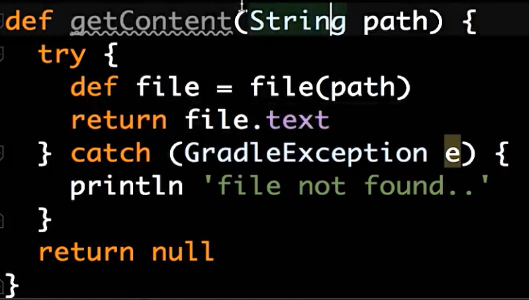 def getContent(String path) {
try {
def file = file(path)
return file.text
} catch (GradleException e) {
println 'file not found..'
}
return null
}